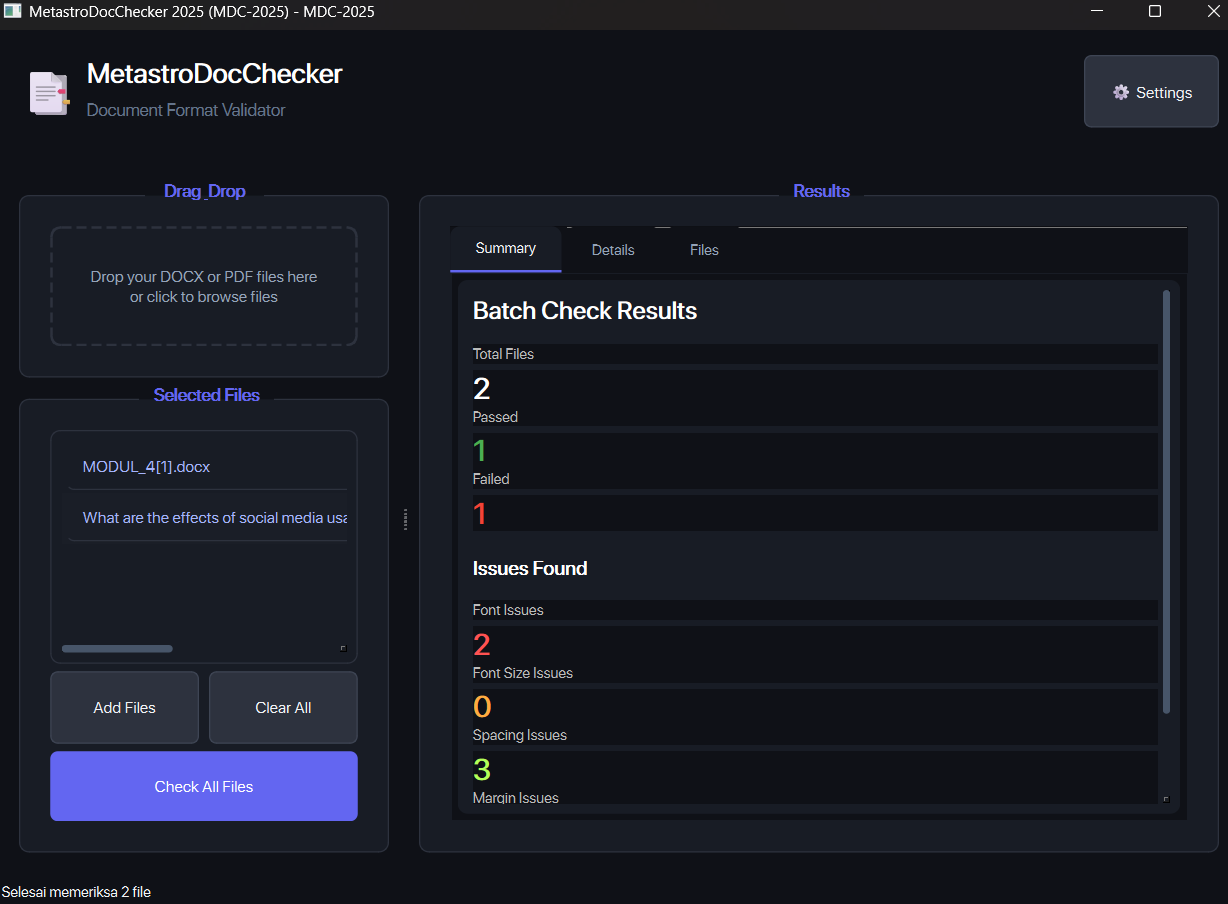 MetastroDocChecker 2025 (MDC-2025) - MDC-2025
MetastroDocChecker
Document Format Validator
Settings
Drag_Drop
Drop your DOCX or PDF files here
or click to browse files
Selected Files
MODUL_4[1].docx
What are the effects of social media usa
Add Files
Clear All
Check All Files
Results
Summary
Details
Files
Batch Check Results
Total Files
2
Passed
1
Failed
1
Issues Found
Font Issues
2
Font Size Issues
0
Spacing Issues
3
Margin Issues
Selesai memeriksa 2 file